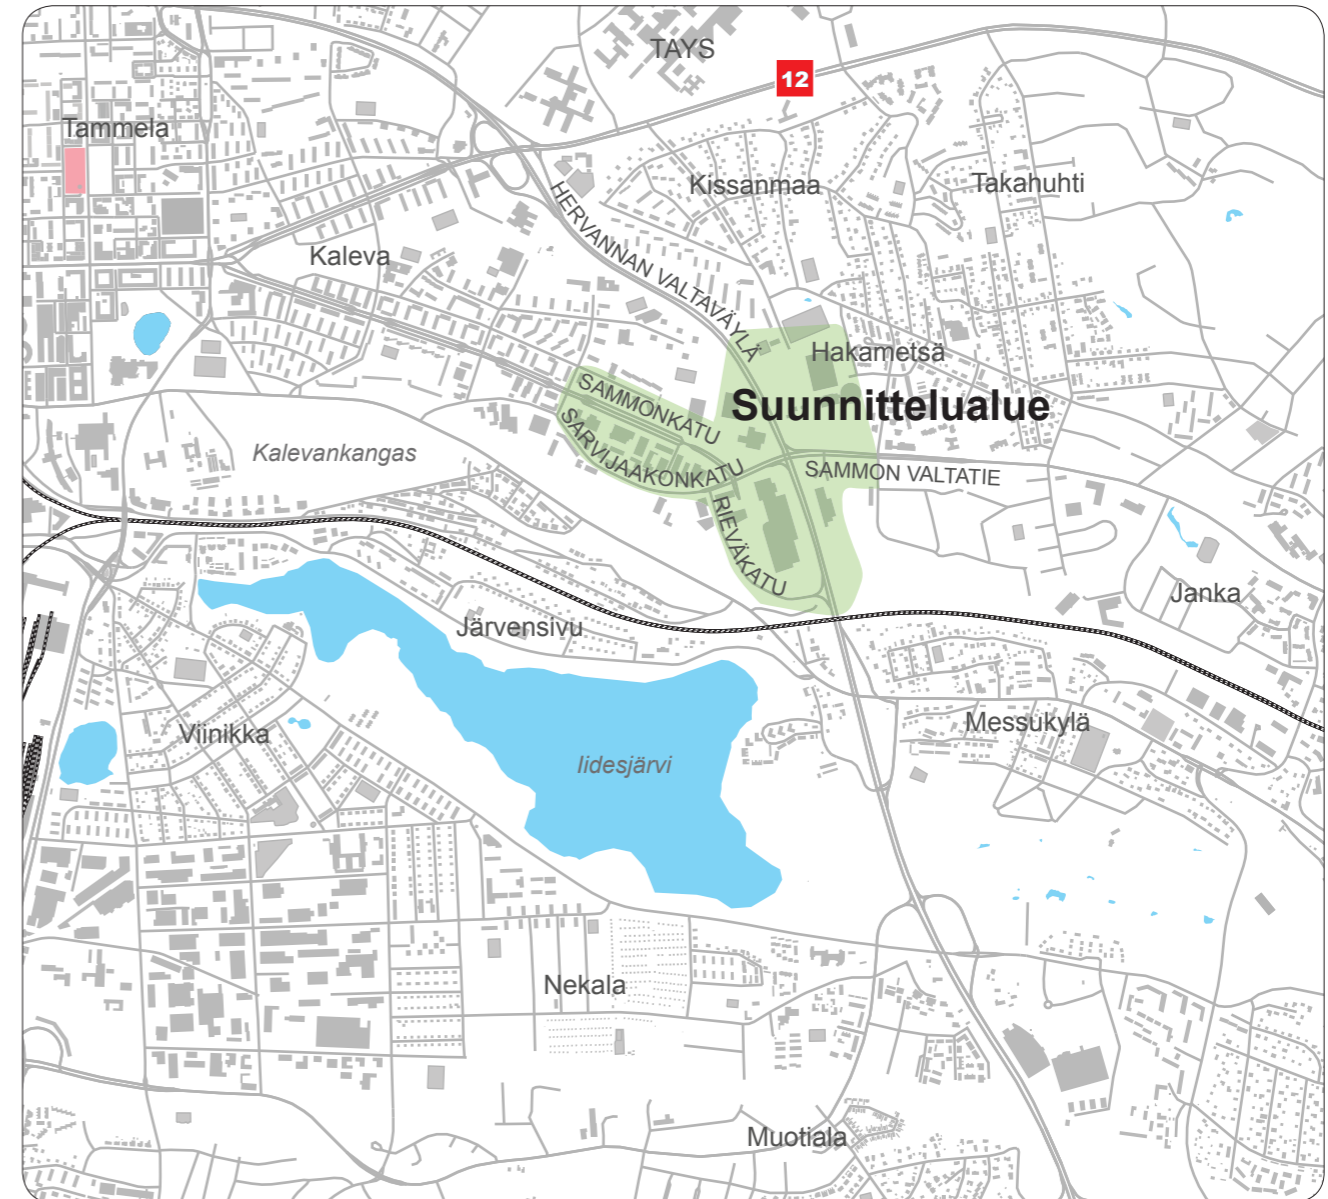 TAYS
12
Tammela
Kissanmaa
Takahuhti
Kaleva
HERVANNAN VALTAVÄYLÄ
Hakametsä
SAMMONKATU
Suunnittelualue
SARVIJAAKONKATU
Kalevankangas
SAMMON VALTATIE
RIEVÄKATU
Janka
Järvensivu
Viinikka
Messukylä
Iidesjärvi
Nekala
Muotiala